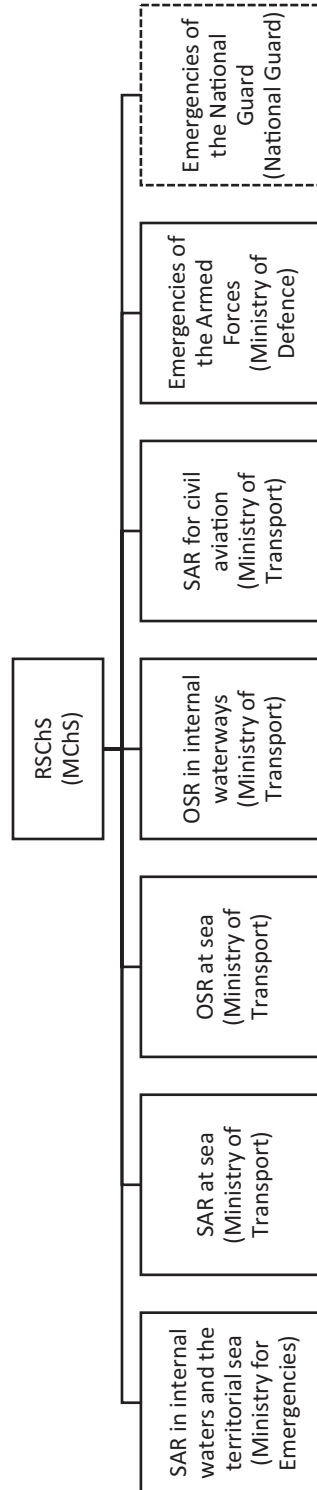 RSChS
(MChS)
SAR in internal
waters and the
territorial sea
(Ministry for
Emergencies)
SAR at sea
(Ministry of
Transport)
OSR at sea
(Ministry of
Transport)
OSR in internal
waterways
(Ministry of
Transport)
SAR for civil
aviation
(Ministry of
Transport)
Emergencies of
the Armed
Forces
(Ministry of
Defence)
Emergencies of
the National
Guard
(National Guard)